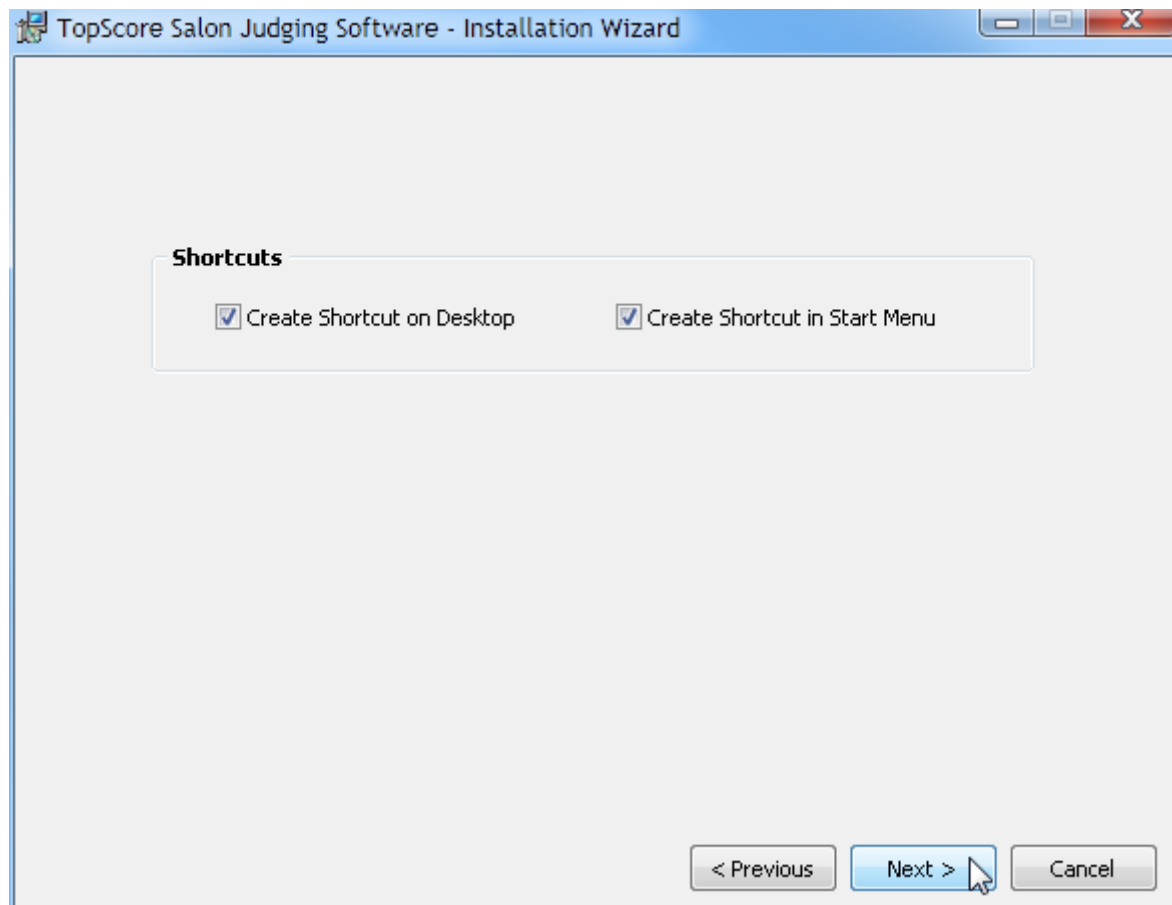 TopScore Salon Judging Software - Installation Wizard
Shortcuts
Create Shortcut on Desktop
Create Shortcut in Start Menu
< Previous
Next >
Cancel